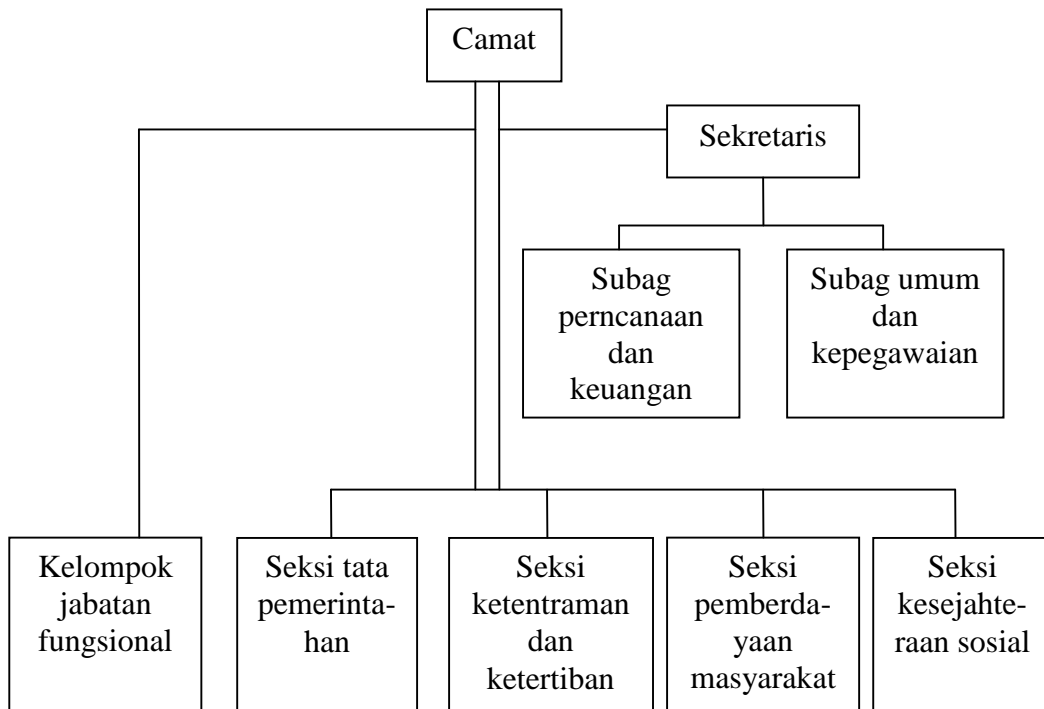 Camat
Sekretaris
Subag
perncanaan
dan
keuangan
Subag umum
dan
kepegawaian
Kelompok
jabatan
fungsional
Seksi tata
pemerinta-
han
Seksi
ketentraman
dan
ketertiban
Seksi
pemberda-
yaan
masyarakat
Seksi
kesejahte-
raan sosial